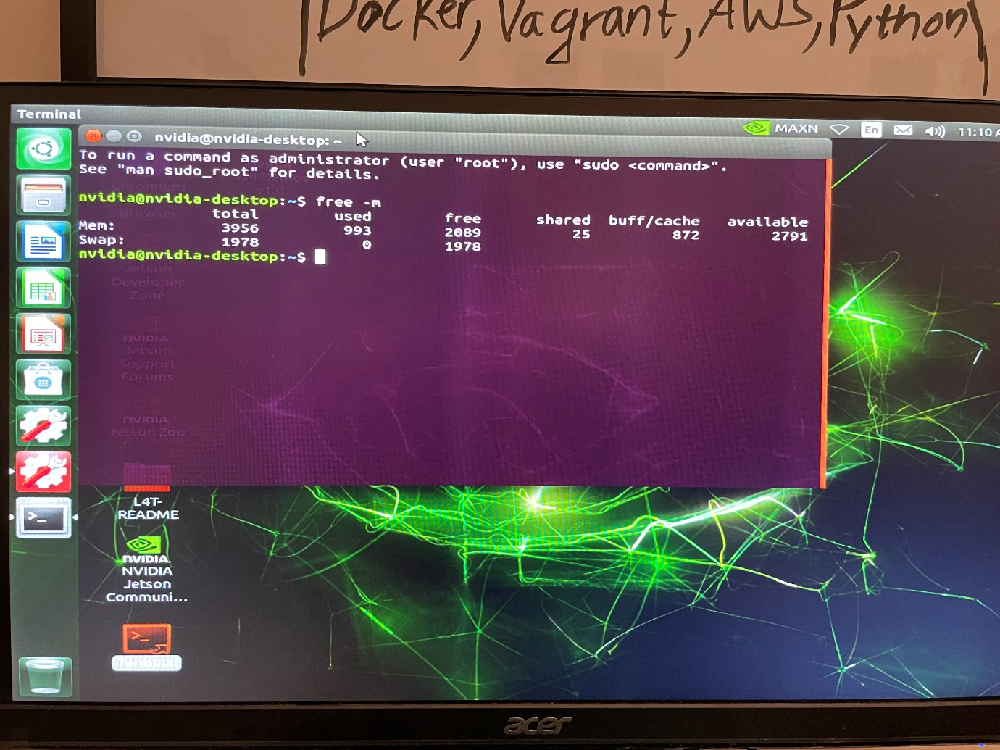 Docker, Vagrant, AWS, Python
Terminal
MAXN En 11:10 A
nvidia@nvidia-desktop: ~
To run a command as administrator (user "root"), use "sudo <command>".
See "man sudo_root" for details.
nvidia@nvidia-desktop:~$ free -m
total used free shared buff/cache available
Mem: 3956 993 2089 25 872 2791
Swap: 1978 0 1978
nvidia@nvidia-desktop:~$
Chromium
v1.0
Browser
Jetson
Developer
Zone
NVIDIA
Jetson
Support
Forums
NVIDIA
Jetson Zoo
L4T-
README
NVIDIA.
NVIDIA
Jetson
Communi...
acer